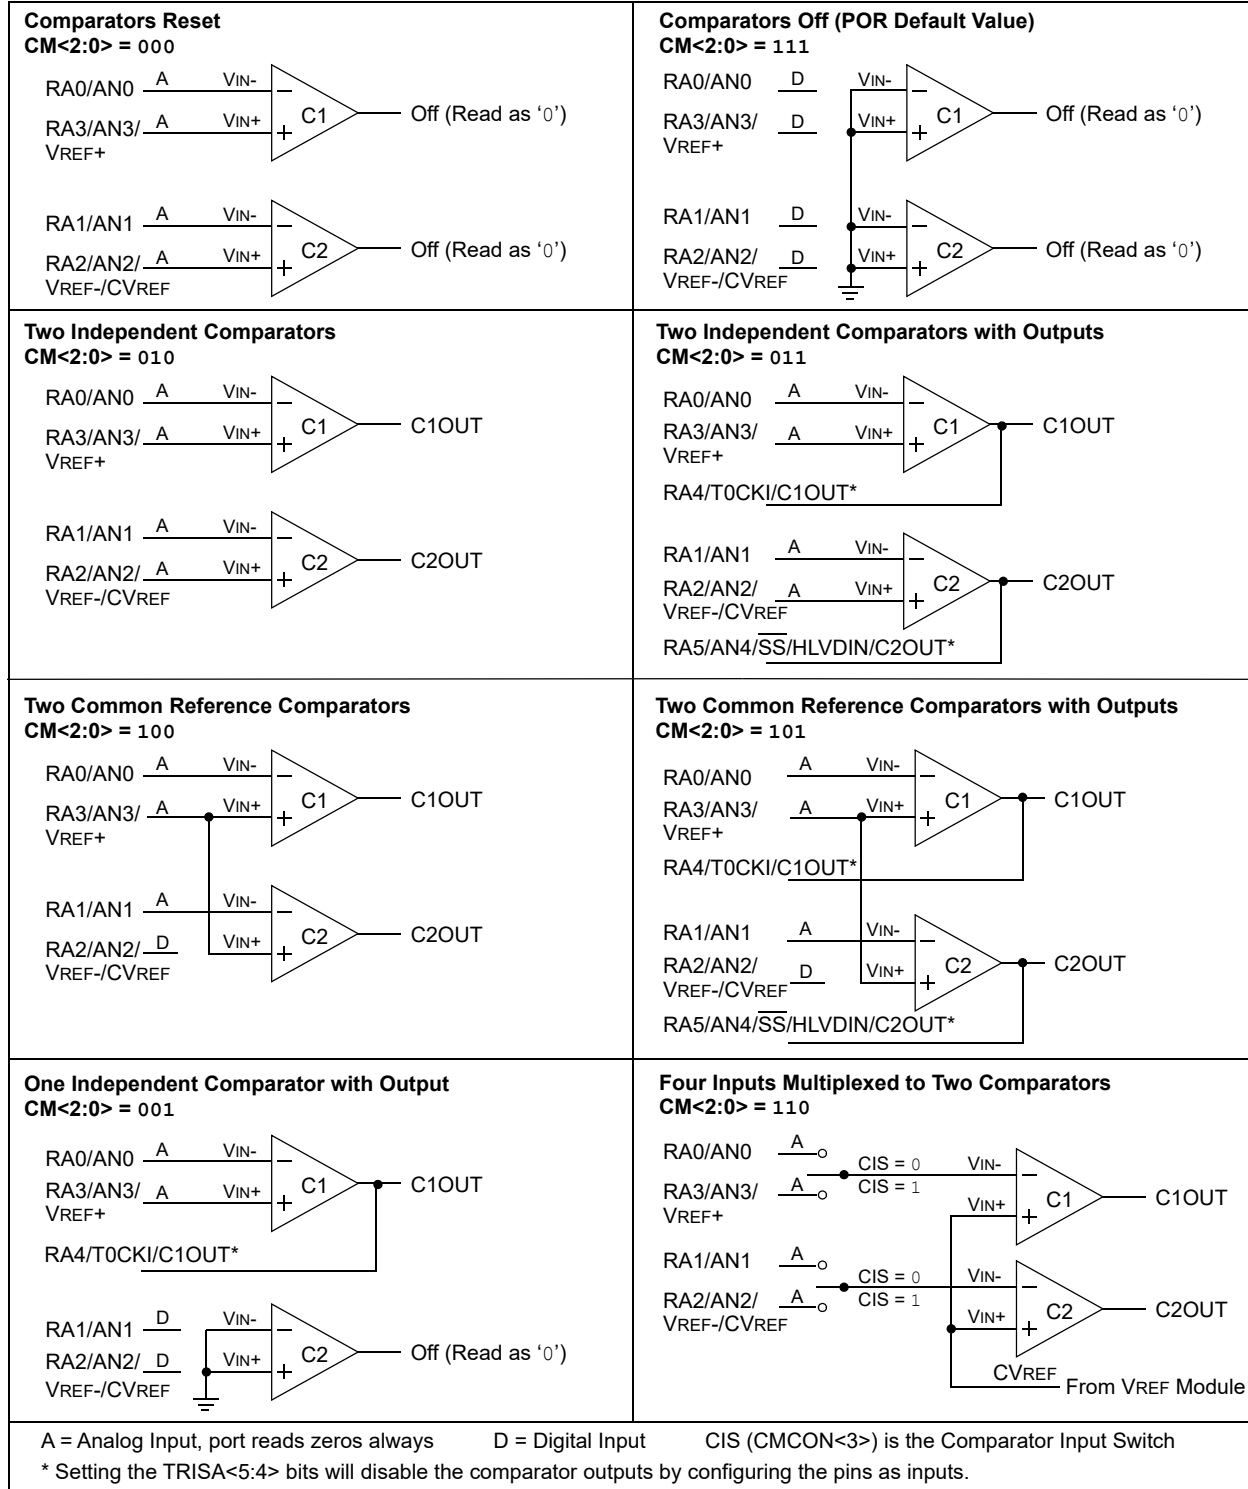 Comparators Reset
CM<2:0> = 000
RA0/AN0 A VIN-
C1 Off (Read as ‘0’)
RA3/AN3/ A VIN+
VREF+
RA1/AN1 A VIN-
C2 Off (Read as ‘0’)
RA2/AN2/ A VIN+
VREF-/CVREF
Comparators Off (POR Default Value)
CM<2:0> = 111
RA0/AN0 D VIN-
C1 Off (Read as ‘0’)
RA3/AN3/ D VIN+
VREF+
RA1/AN1 D VIN-
C2 Off (Read as ‘0’)
RA2/AN2/ D VIN+
VREF-/CVREF
Two Independent Comparators
CM<2:0> = 010
RA0/AN0 A VIN-
C1 C1OUT
RA3/AN3/ A VIN+
VREF+
RA1/AN1 A VIN-
C2 C2OUT
RA2/AN2/ A VIN+
VREF-/CVREF
Two Independent Comparators with Outputs
CM<2:0> = 011
RA0/AN0 A VIN-
C1 C1OUT
RA3/AN3/ A VIN+
VREF+
RA4/T0CKI/C1OUT*
RA1/AN1 A VIN-
C2 C2OUT
RA2/AN2/ A VIN+
VREF-/CVREF
RA5/AN4/SS/HLVDIN/C2OUT*
Two Common Reference Comparators
CM<2:0> = 100
RA0/AN0 A VIN-
C1 C1OUT
RA3/AN3/ A VIN+
VREF+
RA1/AN1 A VIN-
C2 C2OUT
RA2/AN2/ D VIN+
VREF-/CVREF
Two Common Reference Comparators with Outputs
CM<2:0> = 101
RA0/AN0 A VIN-
C1 C1OUT
RA3/AN3/ A VIN+
VREF+
RA4/T0CKI/C1OUT*
RA1/AN1 A VIN-
C2 C2OUT
RA2/AN2/ D VIN+
VREF-/CVREF
RA5/AN4/SS/HLVDIN/C2OUT*
One Independent Comparator with Output
CM<2:0> = 001
RA0/AN0 A VIN-
C1 C1OUT
RA3/AN3/ A VIN+
VREF+
RA4/T0CKI/C1OUT*
RA1/AN1 D VIN-
C2 Off (Read as ‘0’)
RA2/AN2/ D VIN+
VREF-/CVREF
Four Inputs Multiplexed to Two Comparators
CM<2:0> = 110
RA0/AN0 A
CIS = 0 VIN-
RA3/AN3/ A CIS = 1 C1 C1OUT
VREF+ VIN+
RA1/AN1 A
CIS = 0 VIN-
RA2/AN2/ A CIS = 1 C2 C2OUT
VREF-/CVREF VIN+
CVREF
From VREF Module
A = Analog Input, port reads zeros always D = Digital Input CIS (CMCON<3>) is the Comparator Input Switch
* Setting the TRISA<5:4> bits will disable the comparator outputs by configuring the pins as inputs.